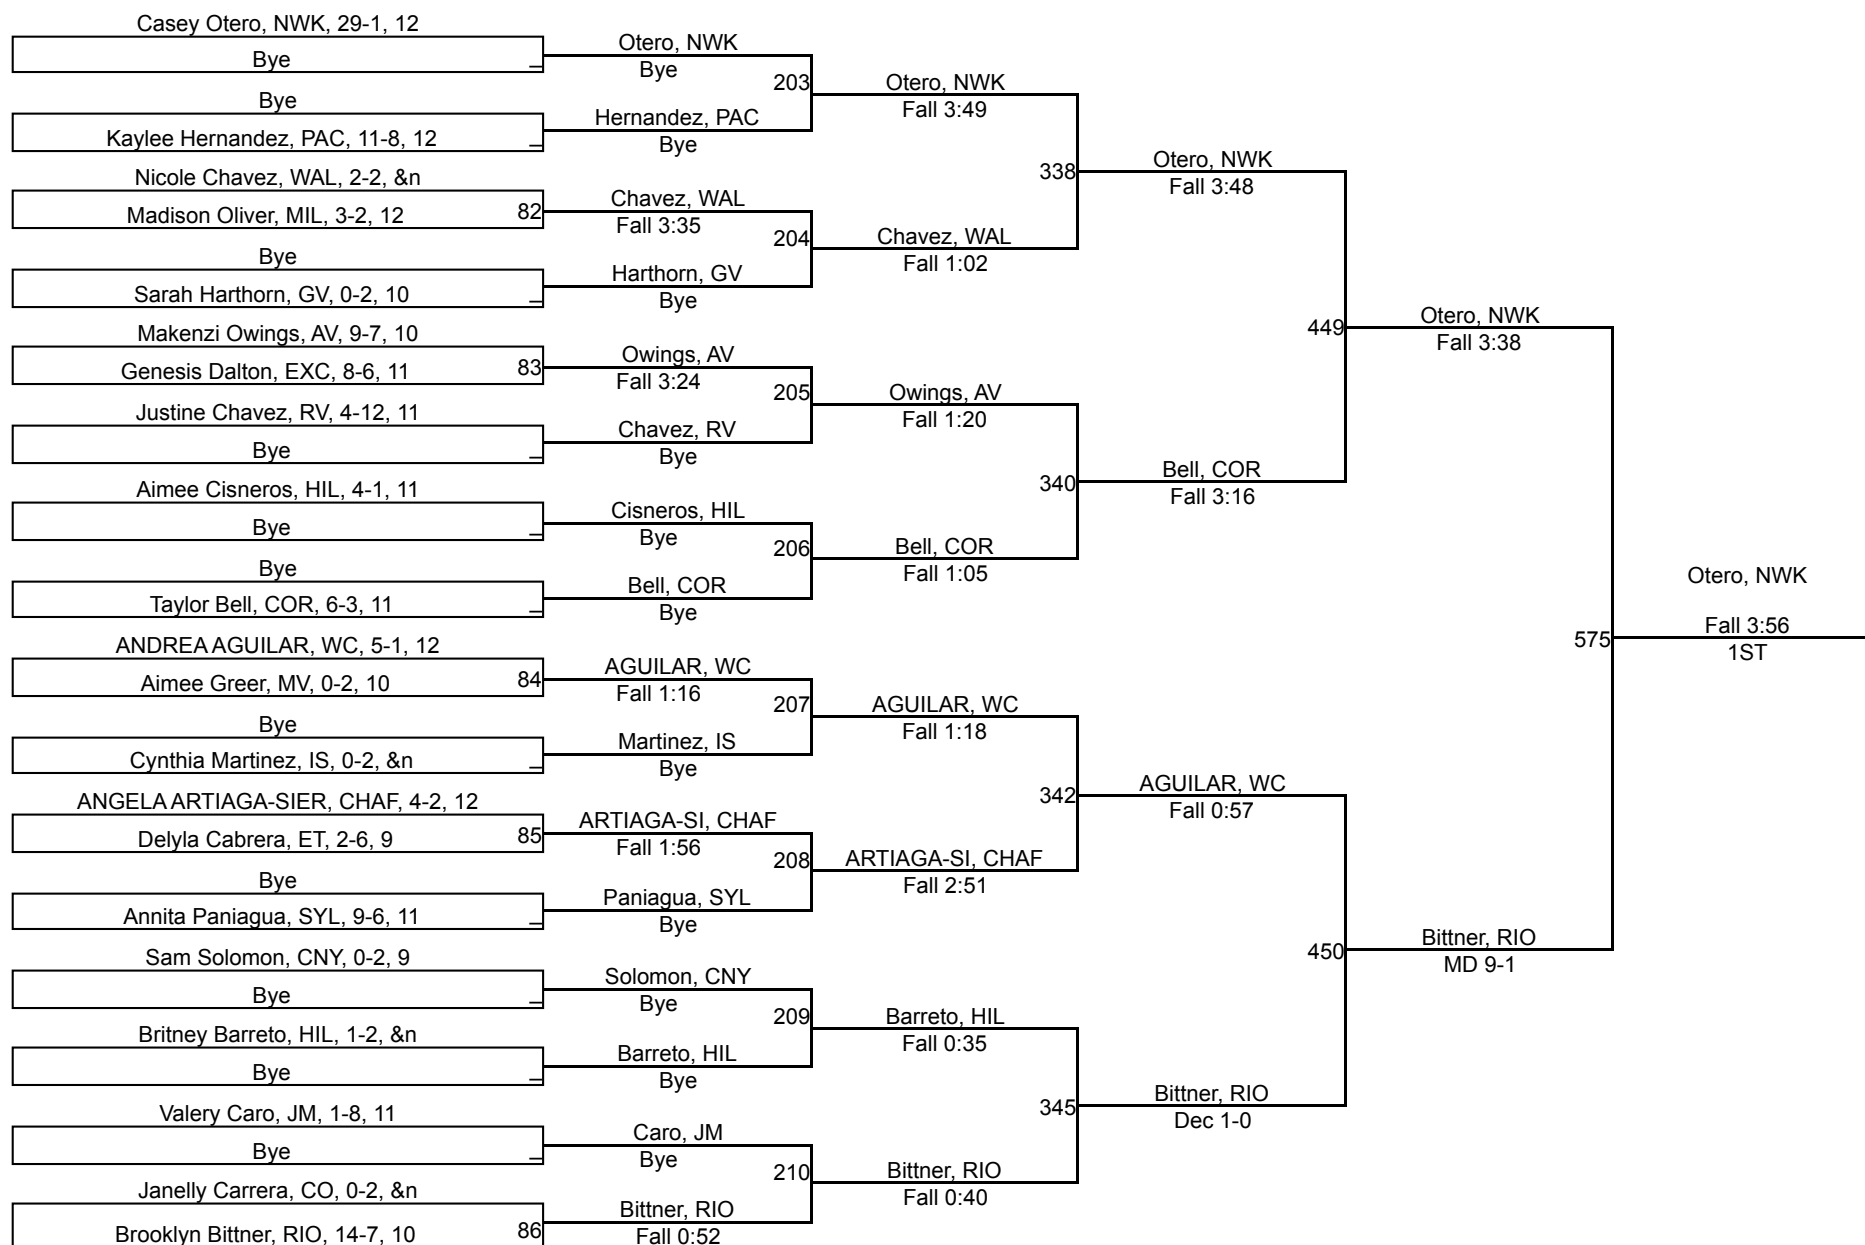 Casey Otero, NWK, 29-1, 12
Bye
_
Bye
Kaylee Hernandez, PAC, 11-8, 12
_
Nicole Chavez, WAL, 2-2, &n
Madison Oliver, MIL, 3-2, 12
82
Bye
Sarah Harthorn, GV, 0-2, 10
_
Makenzi Owings, AV, 9-7, 10
Genesis Dalton, EXC, 8-6, 11
83
Justine Chavez, RV, 4-12, 11
Bye
_
Aimee Cisneros, HIL, 4-1, 11
Bye
_
Bye
Taylor Bell, COR, 6-3, 11
_
ANDREA AGUILAR, WC, 5-1, 12
Aimee Greer, MV, 0-2, 10
84
Bye
Cynthia Martinez, IS, 0-2, &n
_
ANGELA ARTIAGA-SIER, CHAF, 4-2, 12
Delyla Cabrera, ET, 2-6, 9
85
Bye
Annita Paniagua, SYL, 9-6, 11
_
Sam Solomon, CNY, 0-2, 9
Bye
_
Britney Barreto, HIL, 1-2, &n
Bye
_
Valery Caro, JM, 1-8, 11
Bye
_
Janelly Carrera, CO, 0-2, &n
Brooklyn Bittner, RIO, 14-7, 10
86
Otero, NWK
Bye
203
Hernandez, PAC
Bye
Chavez, WAL
Fall 3:35
204
Harthorn, GV
Bye
Owings, AV
Fall 3:24
205
Chavez, RV
Bye
Cisneros, HIL
Bye
206
Bell, COR
Bye
AGUILAR, WC
Fall 1:16
207
Martinez, IS
Bye
ARTIAGA-SI, CHAF
Fall 1:56
208
Paniagua, SYL
Bye
Solomon, CNY
Bye
209
Barreto, HIL
Bye
Caro, JM
Bye
210
Bittner, RIO
Fall 0:52
Otero, NWK
Fall 3:49
338
Chavez, WAL
Fall 1:02
Owings, AV
Fall 1:20
340
Bell, COR
Fall 1:05
AGUILAR, WC
Fall 1:18
342
ARTIAGA-SI, CHAF
Fall 2:51
Barreto, HIL
Fall 0:35
345
Bittner, RIO
Fall 0:40
Otero, NWK
Fall 3:48
449
Bell, COR
Fall 3:16
AGUILAR, WC
Fall 0:57
450
Bittner, RIO
Dec 1-0
Otero, NWK
Fall 3:38
575
Bittner, RIO
MD 9-1
Otero, NWK
Fall 3:56
1ST